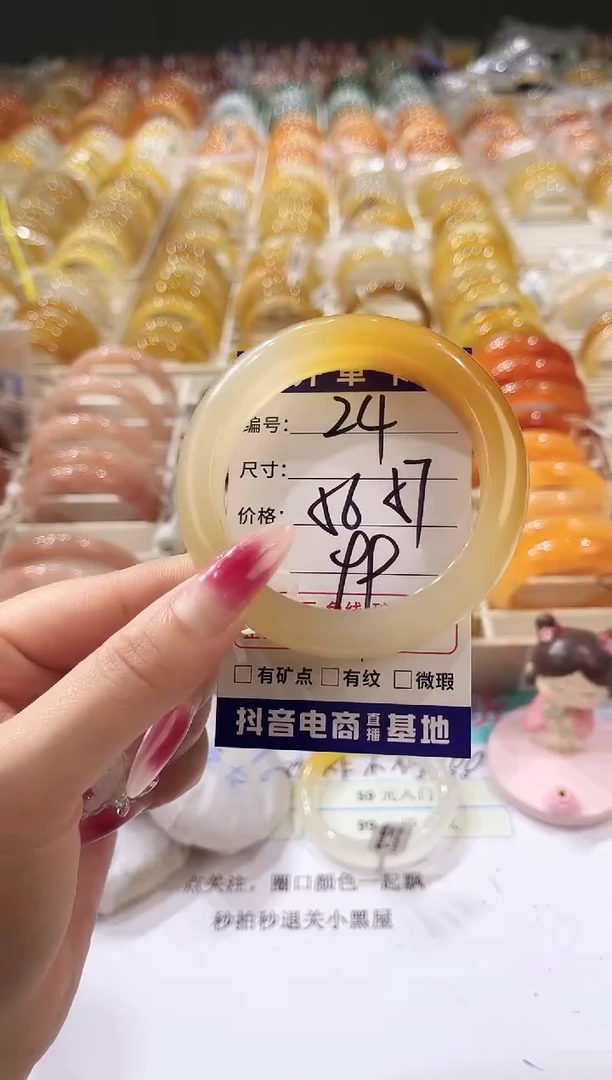 编号: 24
尺寸:
56 57
价格:
99
□有矿点 □有纹 □微瑕
抖音电商直播基地
点关注, 圈口颜色一起飘
秒拍秒退关小黑屋